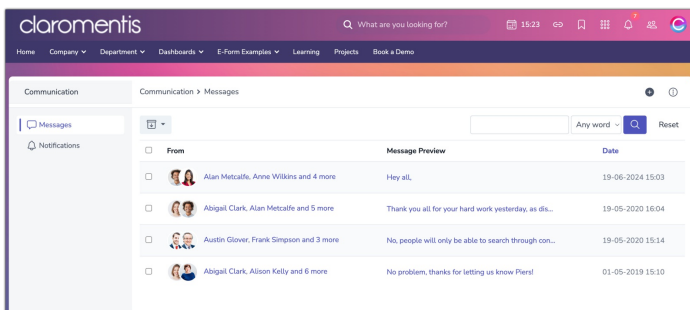 claromentis
What are you looking for?
15:23
7
Home Company Department Dashboards E-Form Examples Learning Projects Book a Demo
Communication
Communication > Messages
Messages
Notifications
Any word
Reset
From Message Preview Date
Alan Metcalfe, Anne Wilkins and 4 more Hey all, 19-06-2024 15:03
Abigail Clark, Alan Metcalfe and 5 more Thank you all for your hard work yesterday, as dis... 19-05-2020 16:04
Austin Glover, Frank Simpson and 3 more No, people will only be able to search through con... 19-05-2020 15:14
Abigail Clark, Alison Kelly and 6 more No problem, thanks for letting us know Piers! 01-05-2019 15:10